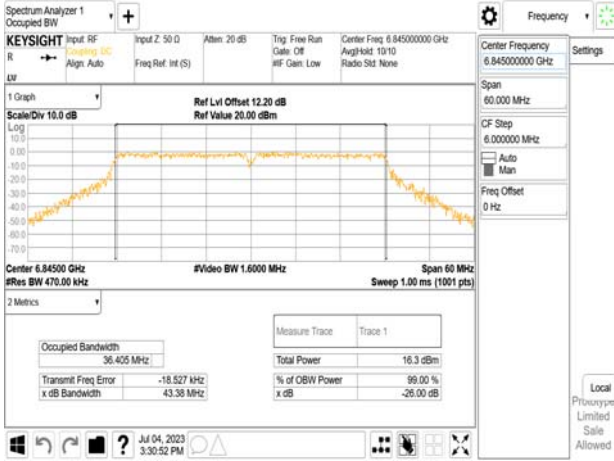 Spectrum Analyzer 1
Occupied BW
Frequency
KEYSIGHT
R
LXI
Input: RF
Coupling: DC
Align: Auto
Input Z: 50 Ω
Freq Ref: Int (S)
Atten: 20 dB
Trig: Free Run
Gate: Off
#IF Gain: Low
Center Freq: 6.845000000 GHz
Avg|Hold: 10/10
Radio Std: None
Center Frequency
6.845000000 GHz
Settings
Span
60.000 MHz
CF Step
6.000000 MHz
Auto
Man
Freq Offset
0 Hz
1 Graph
Scale/Div 10.0 dB
Ref Lvl Offset 12.20 dB
Ref Value 20.00 dBm
Log
10.0
0.00
-10.0
-20.0
-30.0
-40.0
-50.0
-60.0
-70.0
Center 6.84500 GHz
#Res BW 470.00 kHz
#Video BW 1.6000 MHz
Span 60 MHz
Sweep 1.00 ms (1001 pts)
2 Metrics
Measure Trace
Trace 1
Occupied Bandwidth
36.405 MHz
Total Power
16.3 dBm
Transmit Freq Error
-18.527 kHz
% of OBW Power
99.00 %
x dB Bandwidth
43.38 MHz
x dB
-26.00 dB
Local
Prototype
Limited
Sale
Allowed
?
Jul 04, 2023
3:30:52 PM